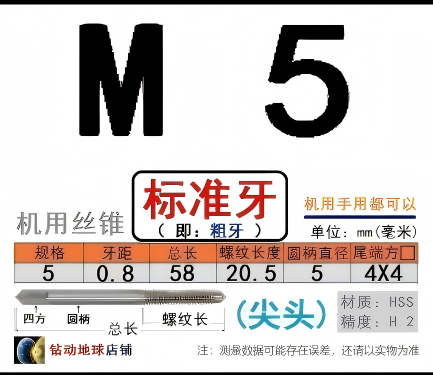 M 5
标准牙
( 即: 粗牙 )
机用手用都可以
机用丝锥
单位: mm(毫米)
规格 牙距 总长 螺纹长度 圆柄直径 尾端方口
5 0.8 58 20.5 5 4X4
四方 圆柄 总长 螺纹长
(尖头)
材质: HSS
精度: H 2
钻动地球店铺
注: 测量数据可能存在误差, 还请以实物为准